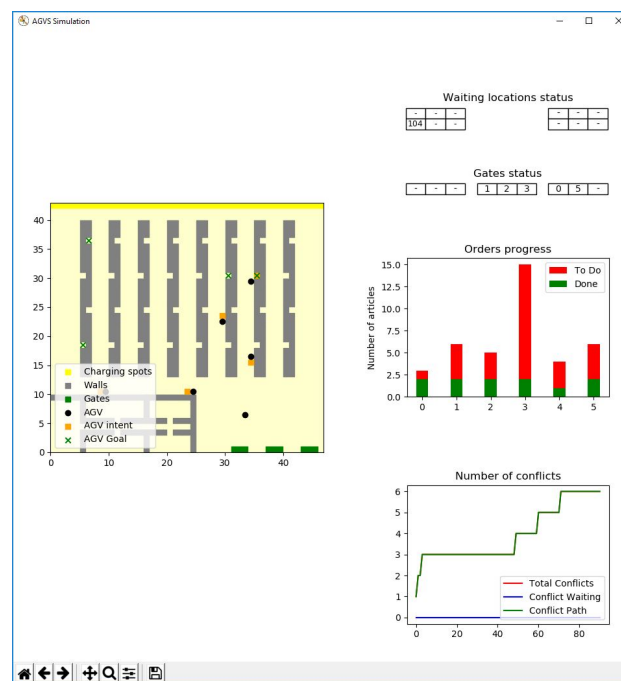 AGVS Simulation
Waiting locations status
- - - - - -
104 - - - - -
Gates status
- - - 1 2 3 0 5 -
40
35
30
25
20
15
10
5
0
0 10 20 30 40
Charging spots
Walls
Gates
AGV
AGV intent
AGV Goal
Orders progress
Number of articles
15.0
12.5
10.0
7.5
5.0
2.5
0.0
0 1 2 3 4 5
To Do
Done
Number of conflicts
6
5
4
3
2
1
0
0 20 40 60 80
Total Conflicts
Conflict Waiting
Conflict Path